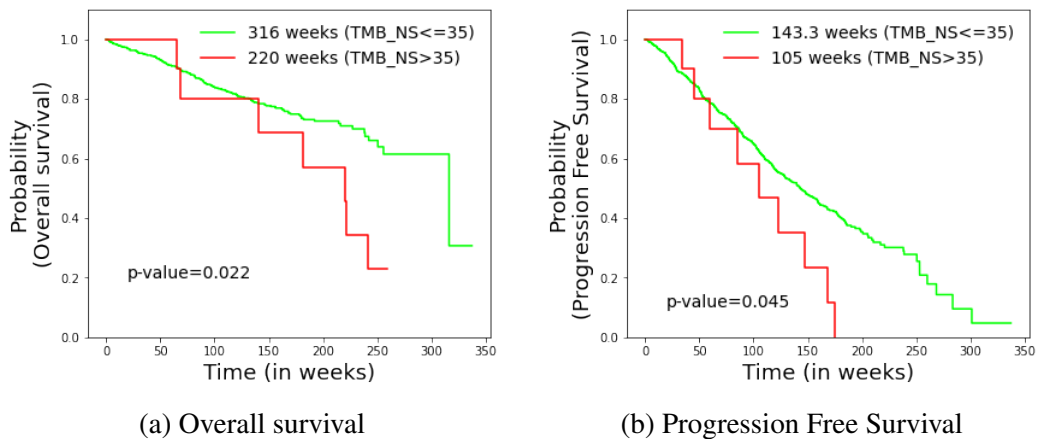 316 weeks (TMB_NS<=35)
220 weeks (TMB_NS>35)
p-value=0.022
Probability
(Overall survival)
1.0
0.8
0.6
0.4
0.2
0.0
0 50 100 150 200 250 300 350
Time (in weeks)
(a) Overall survival
143.3 weeks (TMB_NS<=35)
105 weeks (TMB_NS>35)
p-value=0.045
Probability
(Progression Free Survival)
1.0
0.8
0.6
0.4
0.2
0.0
0 50 100 150 200 250 300 350
Time (in weeks)
(b) Progression Free Survival